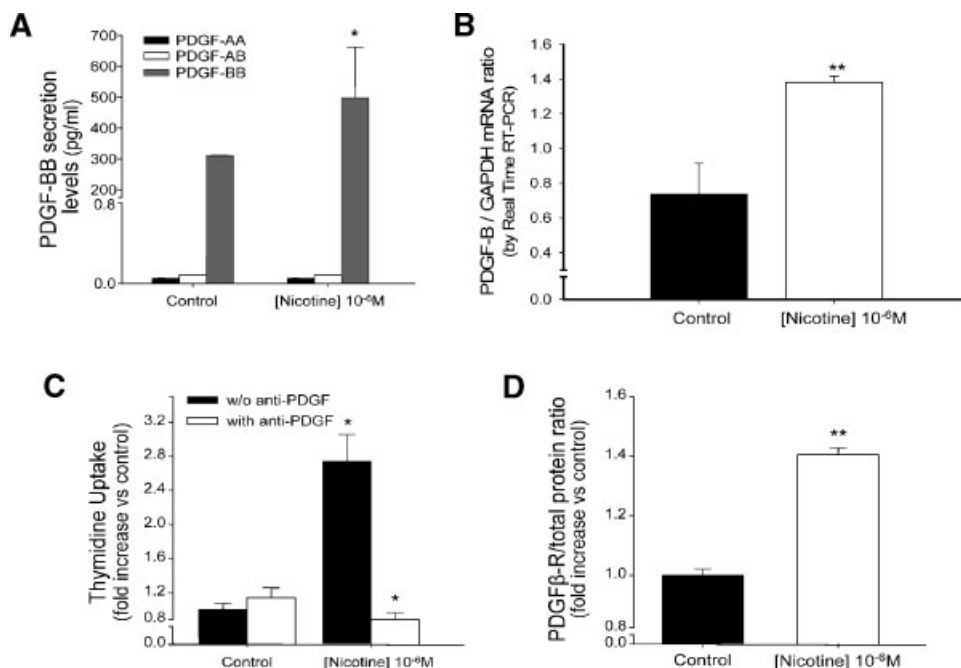 A
PDGF-AA
PDGF-AB
PDGF-BB
*
PDGF-BB secretion
levels (pg/ml)
700
600
500
400
300
200
0.8
0.0
Control
[Nicotine] 10⁻⁶M
B
**
PDGF-B / GAPDH mRNA ratio
(by Real Time RT-PCR)
1.6
1.4
1.2
1.0
0.8
0.6
0.4
0.0
Control
[Nicotine] 10⁻⁶M
C
w/o anti-PDGF
with anti-PDGF
*
*
Thymidine Uptake
(fold increase vs control)
3.2
2.8
2.4
2.0
1.6
1.2
0.8
0.0
Control
[Nicotine] 10⁻⁶M
D
**
PDGFβ-R/total protein ratio
(fold increase vs control)
1.6
1.4
1.2
1.0
0.8
0.0
Control
[Nicotine] 10⁻⁶M